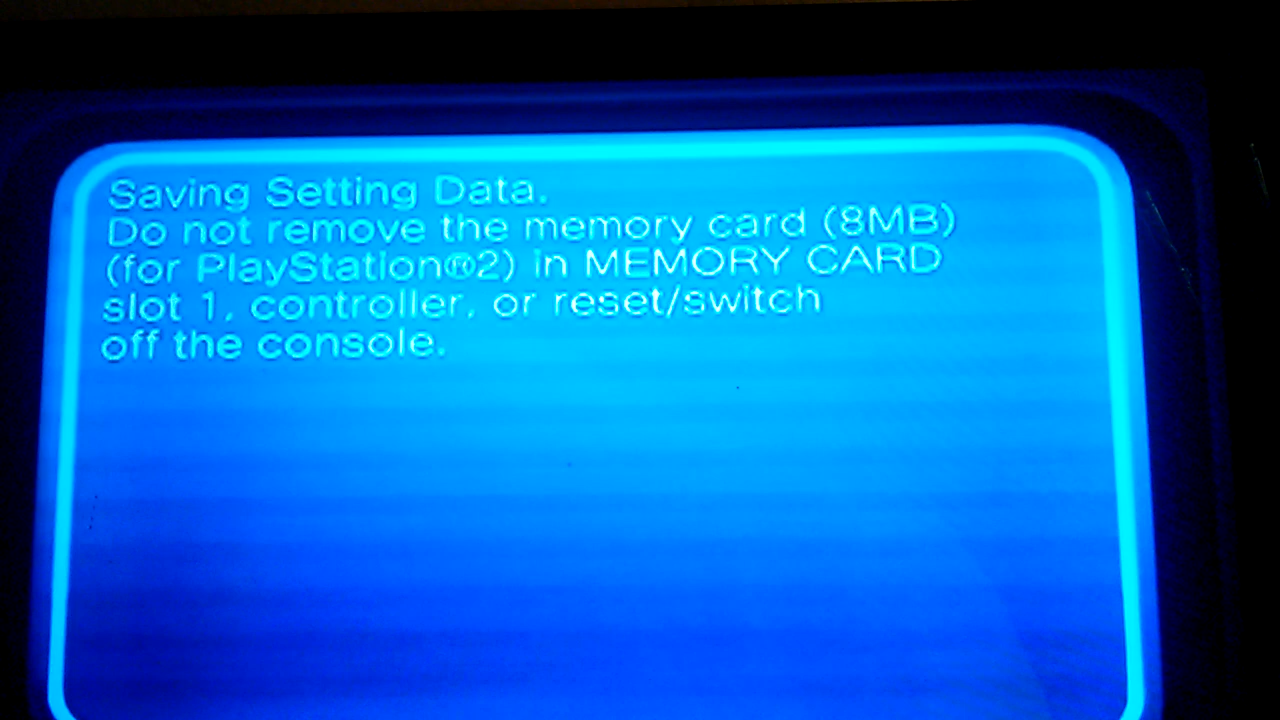 Saving Setting Data.
Do not remove the memory card (8MB)
(for PlayStation®2) in MEMORY CARD
slot 1, controller, or reset/switch
off the console.